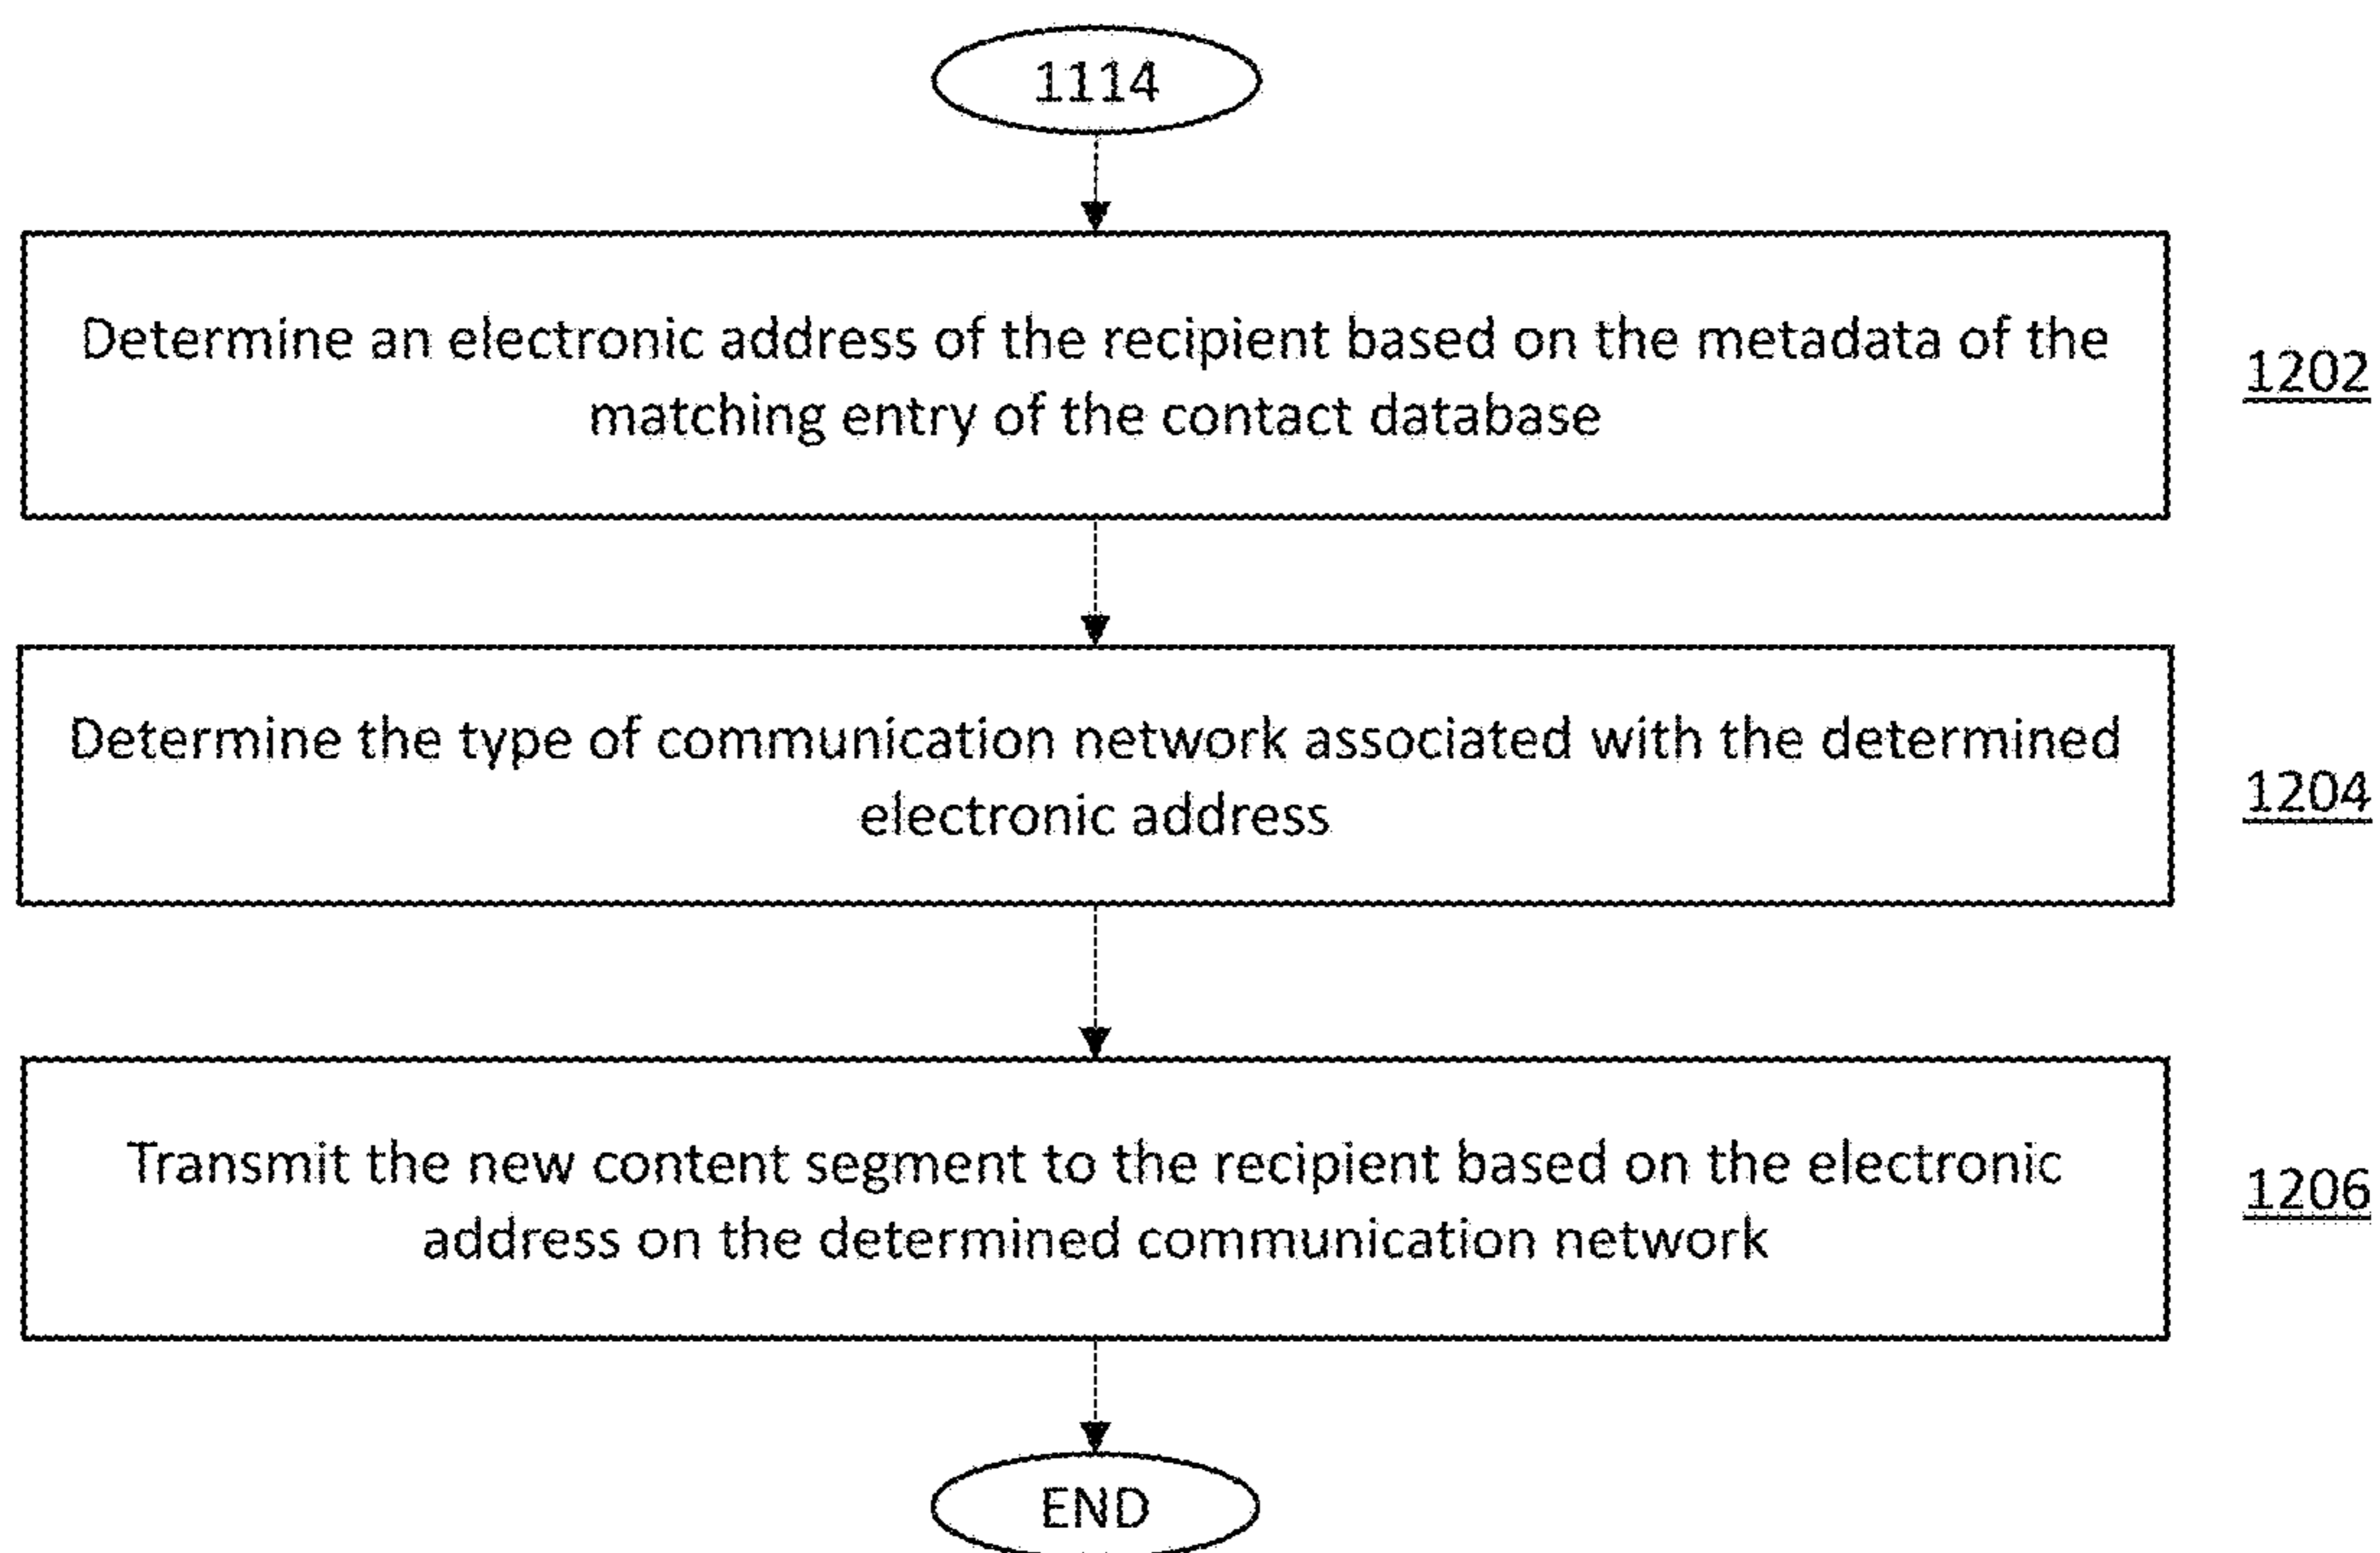 1114
Determine an electronic address of the recipient based on the metadata of the
matching entry of the contact database
1202
Determine the type of communication network associated with the determined
electronic address
1204
Transmit the new content segment to the recipient based on the electronic
address on the determined communication network
1206
END